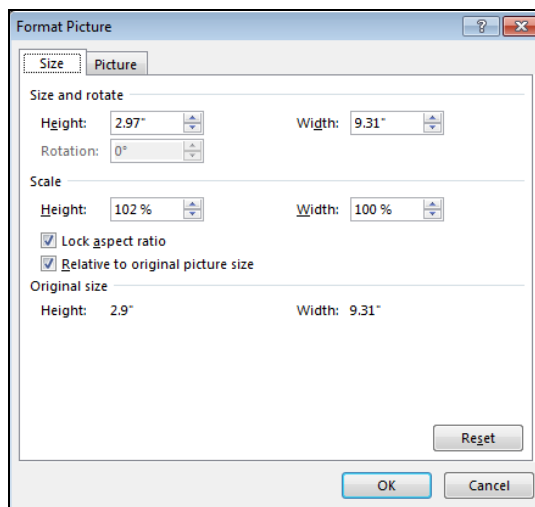 Format Picture
Size Picture
Size and rotate
Height: 2.97" Width: 9.31"
Rotation: 0°
Scale
Height: 102 % Width: 100 %
Lock aspect ratio
Relative to original picture size
Original size
Height: 2.9" Width: 9.31"
Reset
OK Cancel